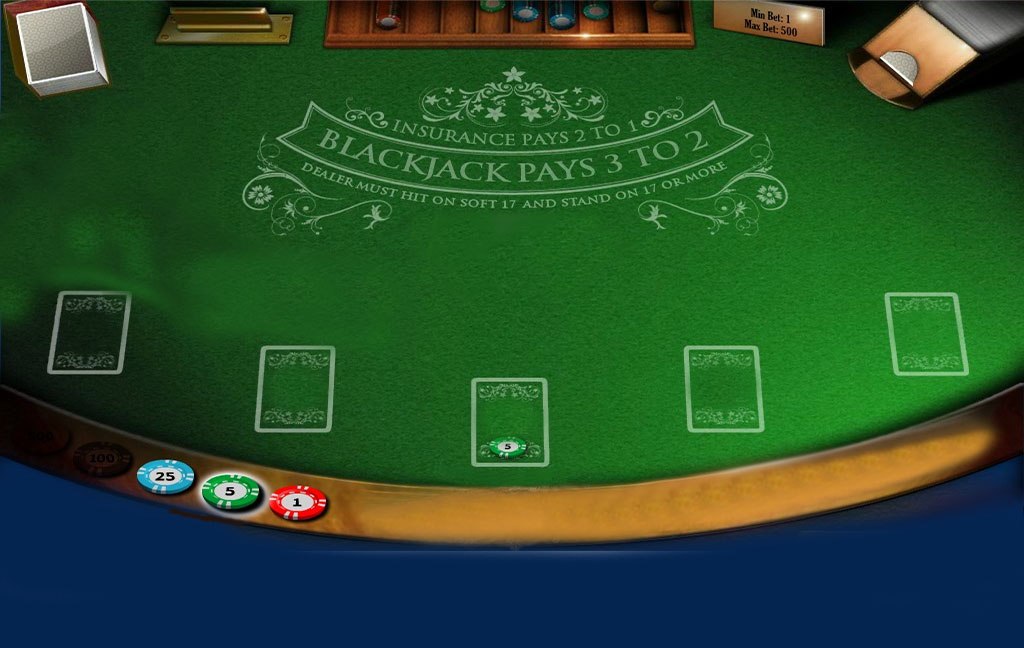 Min Bet: 1
Max Bet: 500
INSURANCE PAYS 2 TO 1
BLACKJACK PAYS 3 TO 2
DEALER MUST HIT ON SOFT 17 AND STAND ON 17 OR MORE
5
500
100
25
5
1